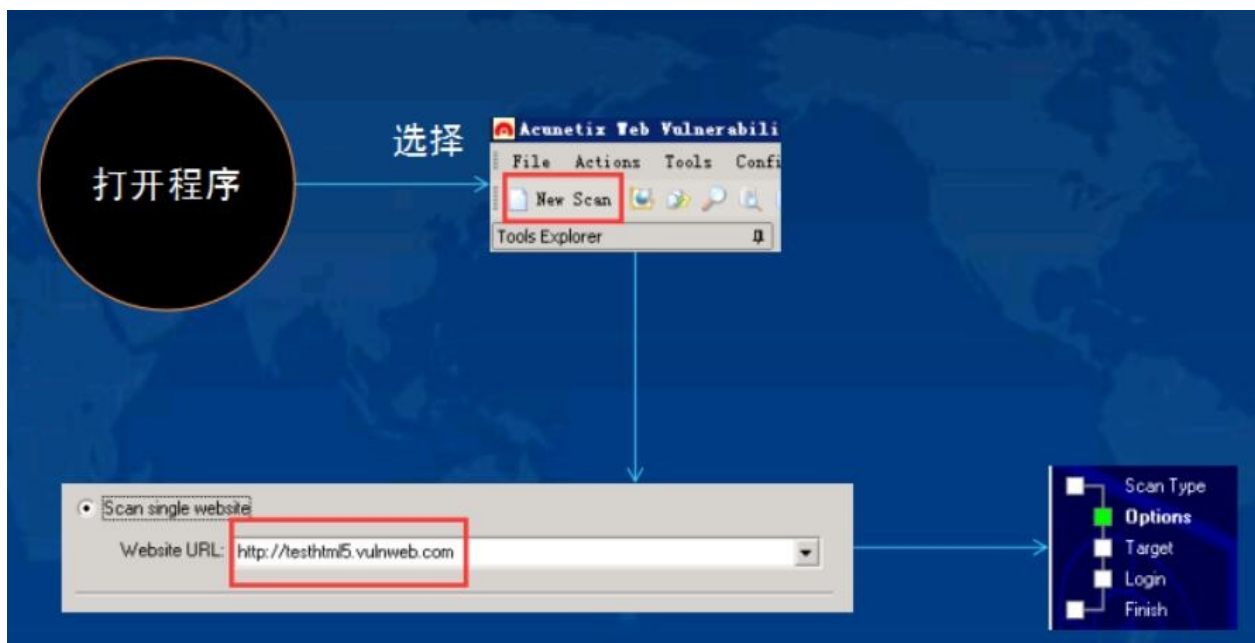 打开程序
选择
Acunetix Web Vulnerabili
File Actions Tools Confi
New Scan
Tools Explorer
Scan single website
Website URL: http://testhtml5.vulnweb.com
Scan Type
Options
Target
Login
Finish